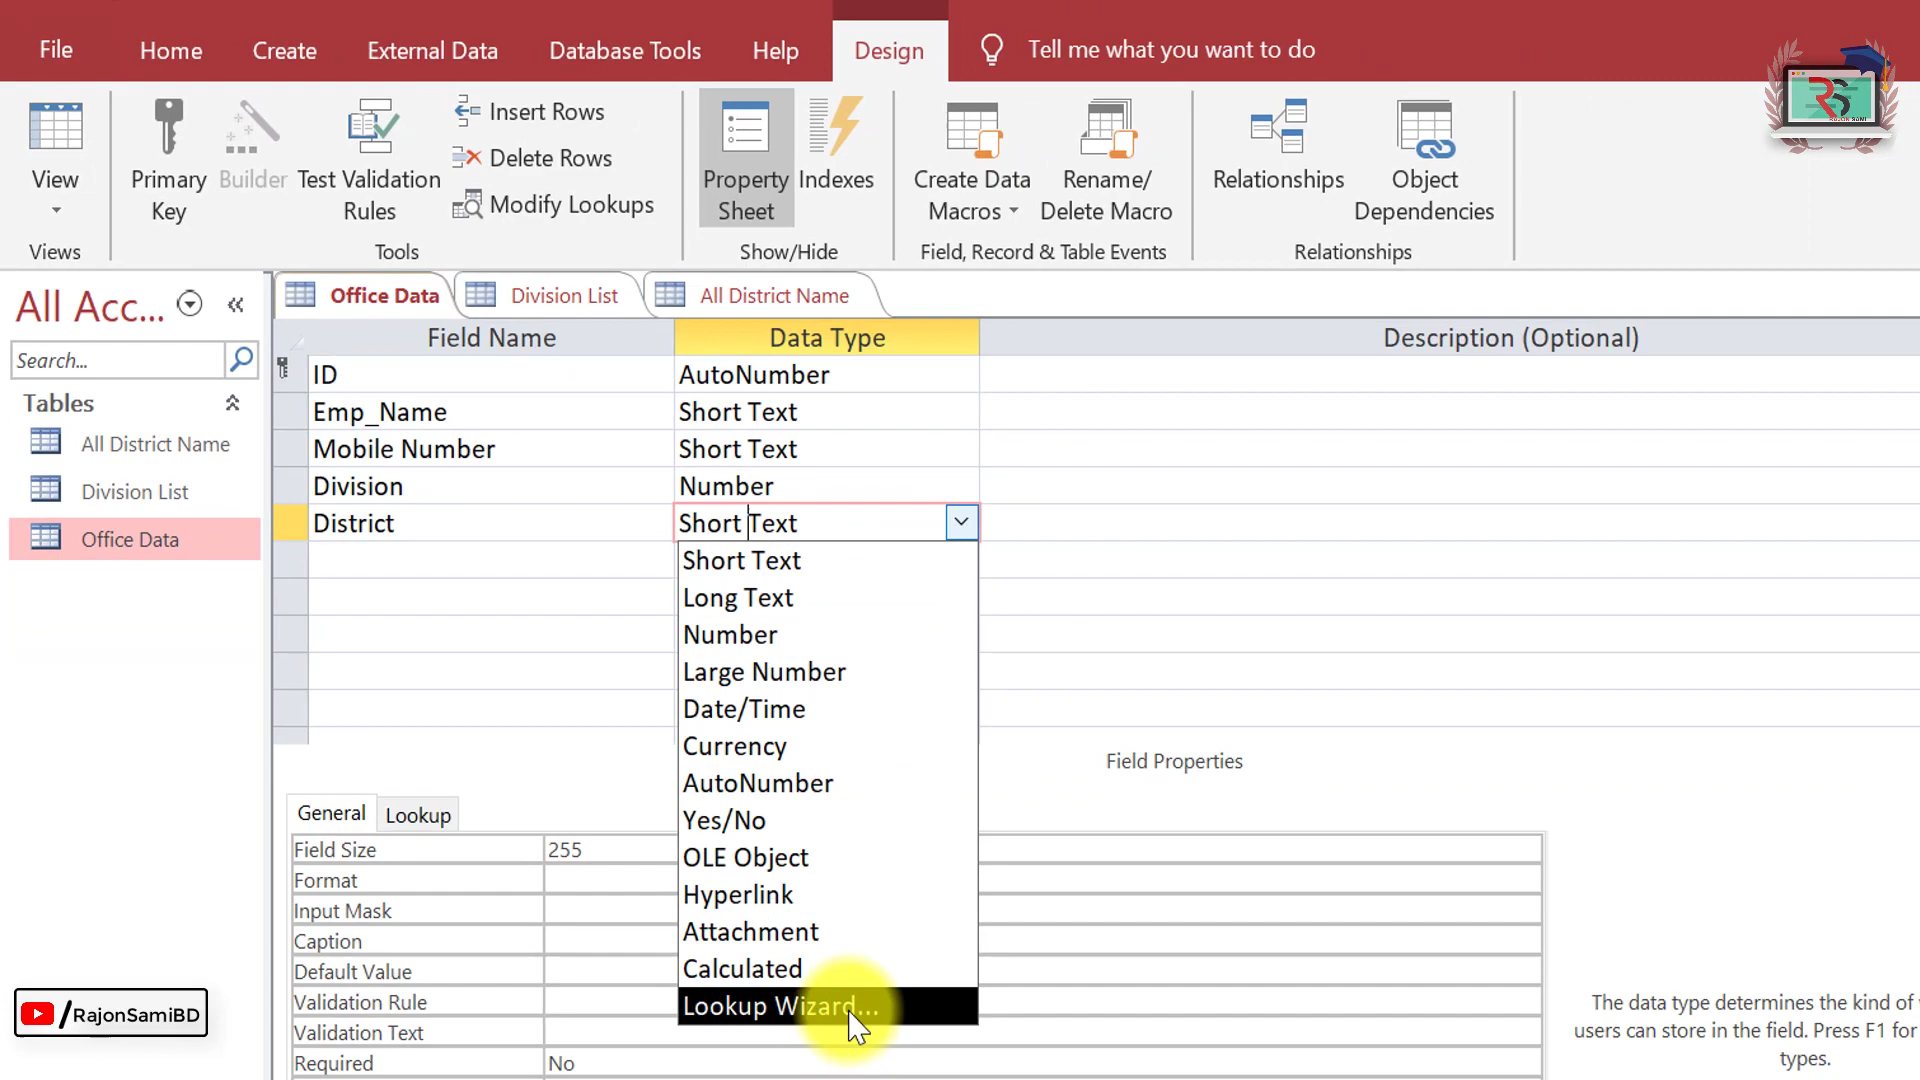 File Home Create External Data Database Tools Help Design Tell me what you want to do
RS
RAJON SAMI
View
Primary
Key
Builder
Test Validation
Rules
Insert Rows
Delete Rows
Modify Lookups
Property
Sheet
Indexes
Create Data
Macros
Rename/
Delete Macro
Relationships
Object
Dependencies
Views
Tools
Show/Hide
Field, Record & Table Events
Relationships
All Acc...
Search...
Tables
All District Name
Division List
Office Data
Office Data Division List All District Name
Field Name Data Type Description (Optional)
ID AutoNumber
Emp_Name Short Text
Mobile Number Short Text
Division Number
District Short Text
Short Text
Long Text
Number
Large Number
Date/Time
Currency
AutoNumber
Yes/No
OLE Object
Hyperlink
Attachment
Calculated
Lookup Wizard...
Field Properties
General Lookup
Field Size 255
Format
Input Mask
Caption
Default Value
Validation Rule
Validation Text
Required No
The data type determines the kind of
users can store in the field. Press F1 for
types.
/RajonSamiBD